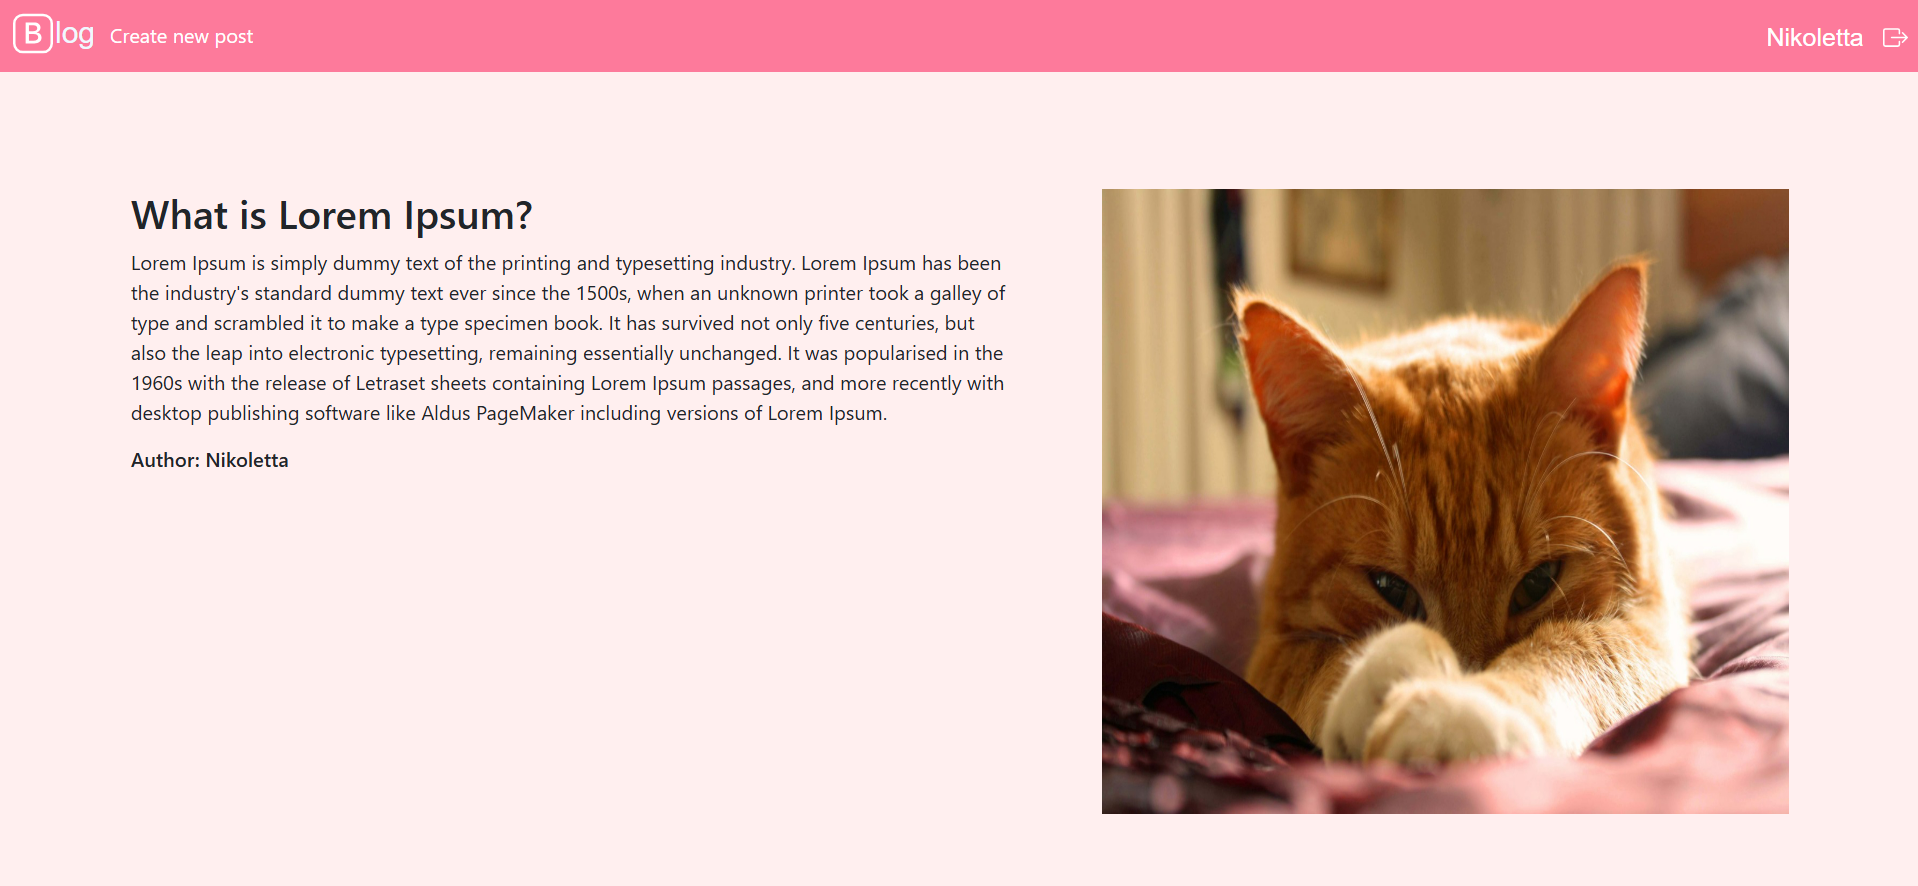 Blog Create new post Nikoletta
What is Lorem Ipsum?
Lorem Ipsum is simply dummy text of the printing and typesetting industry. Lorem Ipsum has been
the industry's standard dummy text ever since the 1500s, when an unknown printer took a galley of
type and scrambled it to make a type specimen book. It has survived not only five centuries, but
also the leap into electronic typesetting, remaining essentially unchanged. It was popularised in the
1960s with the release of Letraset sheets containing Lorem Ipsum passages, and more recently with
desktop publishing software like Aldus PageMaker including versions of Lorem Ipsum.
Author: Nikoletta